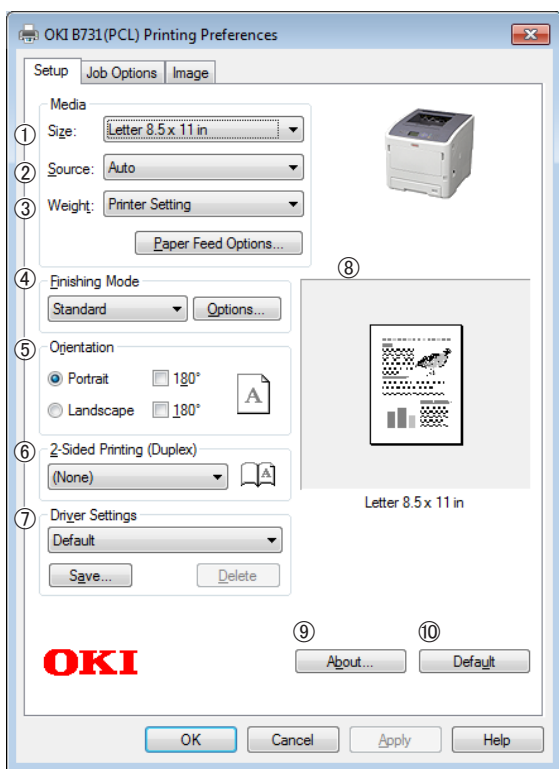 OKI B731(PCL) Printing Preferences
Setup Job Options Image
Media
① Size: Letter 8.5 x 11 in
② Source: Auto
③ Weight: Printer Setting
Paper Feed Options...
⑧
④ Finishing Mode
Standard Options...
⑤ Orientation
Portrait 180°
Landscape 180°
A
⑥ 2-Sided Printing (Duplex)
(None) A
Letter 8.5 x 11 in
⑦ Driver Settings
Default
Save... Delete
⑨ ⑩
OKI About... Default
OK Cancel Apply Help